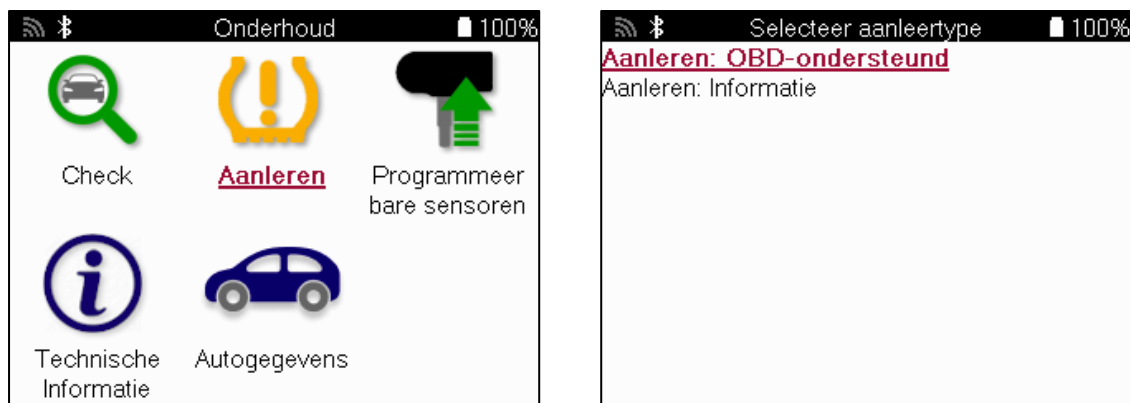 Onderhoud 100%
Check
Aanleren
Programmeer
bare sensoren
Technische
Informatie
Autogegevens
Selecteer aanleertype 100%
Aanleren: OBD-ondersteund
Aanleren: Informatie